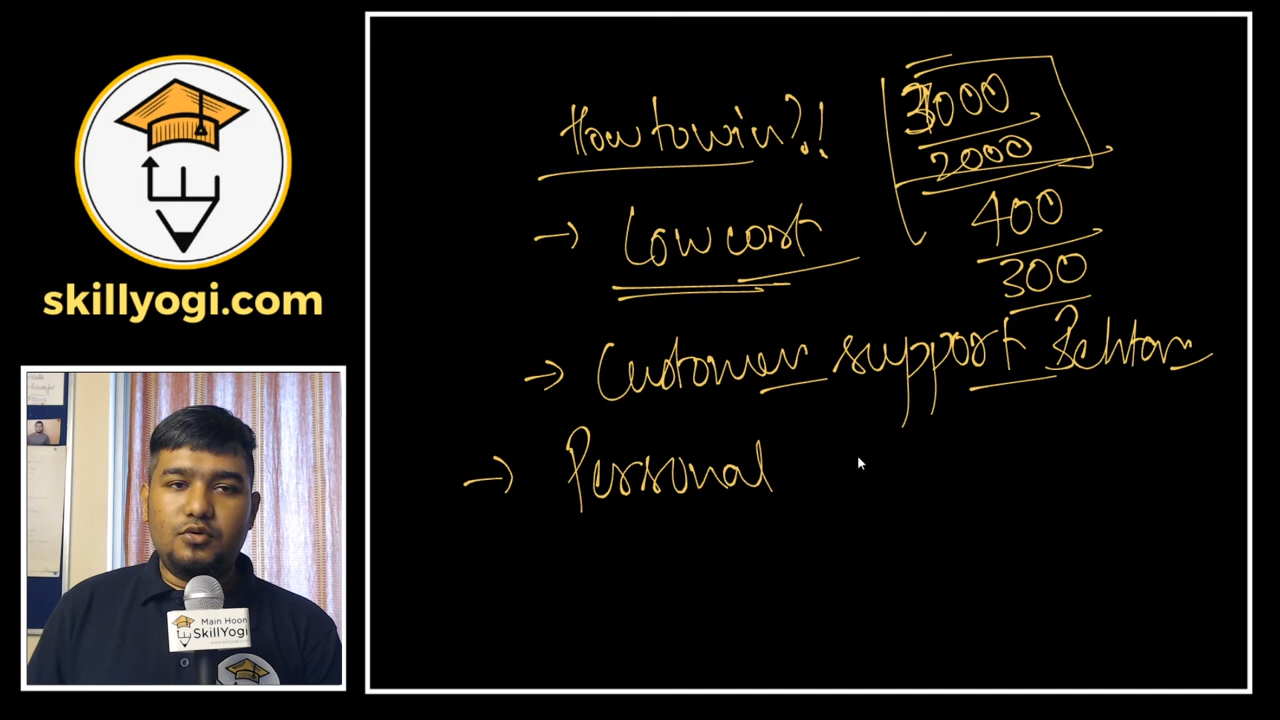 skillyogi.com
Main Hoon
SkillYogi
How to win?!
→ Low cost
3000
2000
400
300
→ Customer support
→ Personal